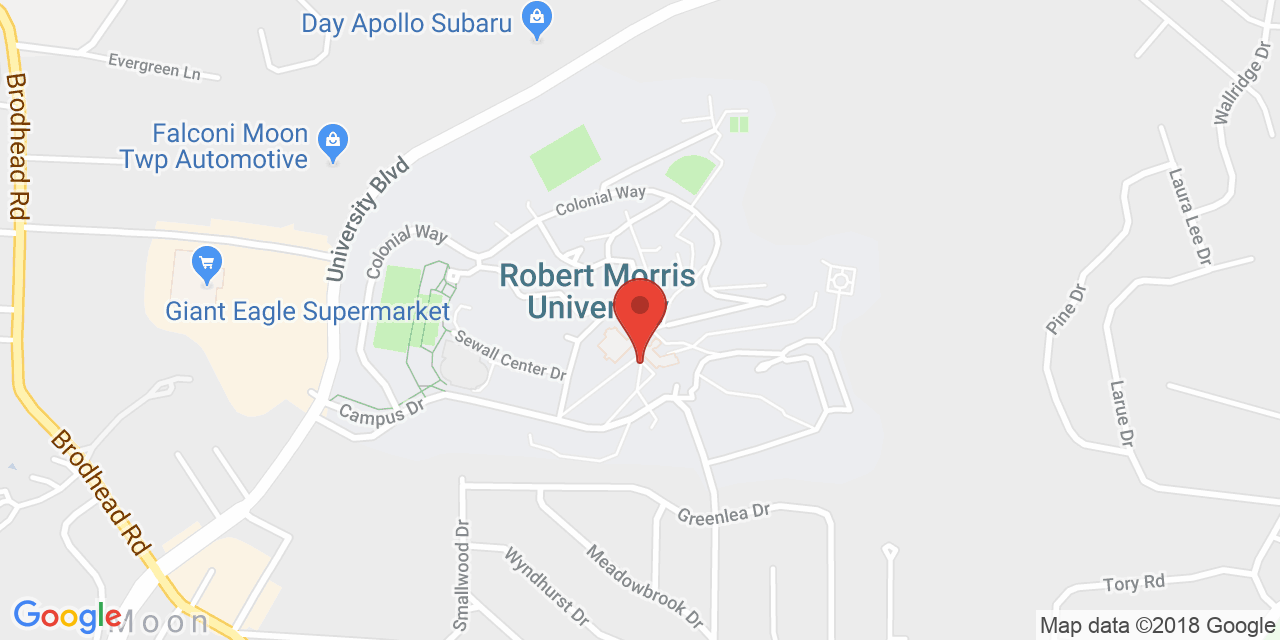 Day Apollo Subaru
Evergreen Ln
Wallridge Dr
Brodhead Rd
Falconi Moon
Twp Automotive
University Blvd
Colonial Way
Laura Lee Dr
Colonial Way
Robert Morris
University
Giant Eagle Supermarket
Pine Dr
Sewall Center Dr
Campus Dr
Larue Dr
Brodhead Rd
Greenlea Dr
Smallwood Dr
Wyndhurst Dr
Meadowbrook Dr
Tory Rd
Google
Moon
Map data ©2018 Google